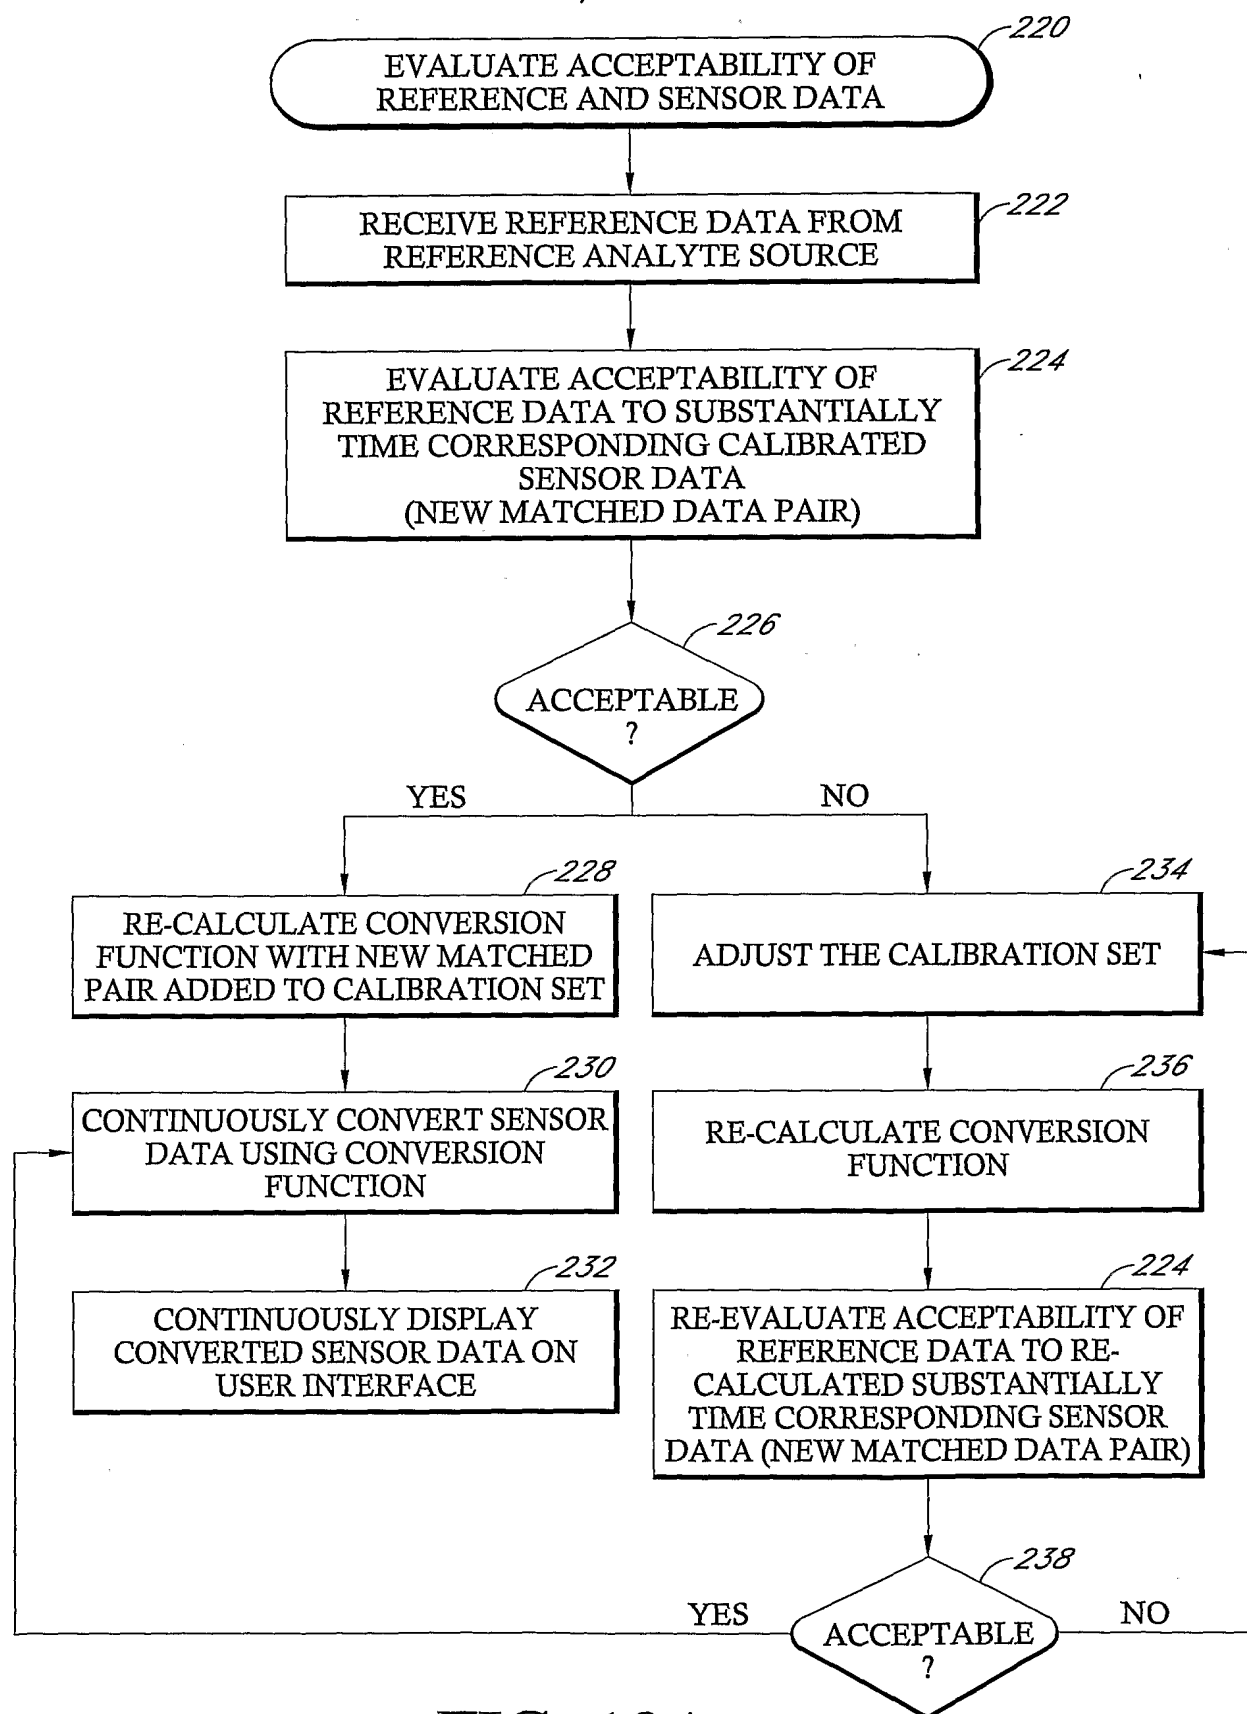 220
EVALUATE ACCEPTABILITY OF
REFERENCE AND SENSOR DATA
222
RECEIVE REFERENCE DATA FROM
REFERENCE ANALYTE SOURCE
224
EVALUATE ACCEPTABILITY OF
REFERENCE DATA TO SUBSTANTIALLY
TIME CORRESPONDING CALIBRATED
SENSOR DATA
(NEW MATCHED DATA PAIR)
226
ACCEPTABLE
?
YES
NO
228
RE-CALCULATE CONVERSION
FUNCTION WITH NEW MATCHED
PAIR ADDED TO CALIBRATION SET
234
ADJUST THE CALIBRATION SET
230
CONTINUOUSLY CONVERT SENSOR
DATA USING CONVERSION
FUNCTION
236
RE-CALCULATE CONVERSION
FUNCTION
232
CONTINUOUSLY DISPLAY
CONVERTED SENSOR DATA ON
USER INTERFACE
224
RE-EVALUATE ACCEPTABILITY OF
REFERENCE DATA TO RE-
CALCULATED SUBSTANTIALLY
TIME CORRESPONDING SENSOR
DATA (NEW MATCHED DATA PAIR)
238
YES
ACCEPTABLE
?
NO